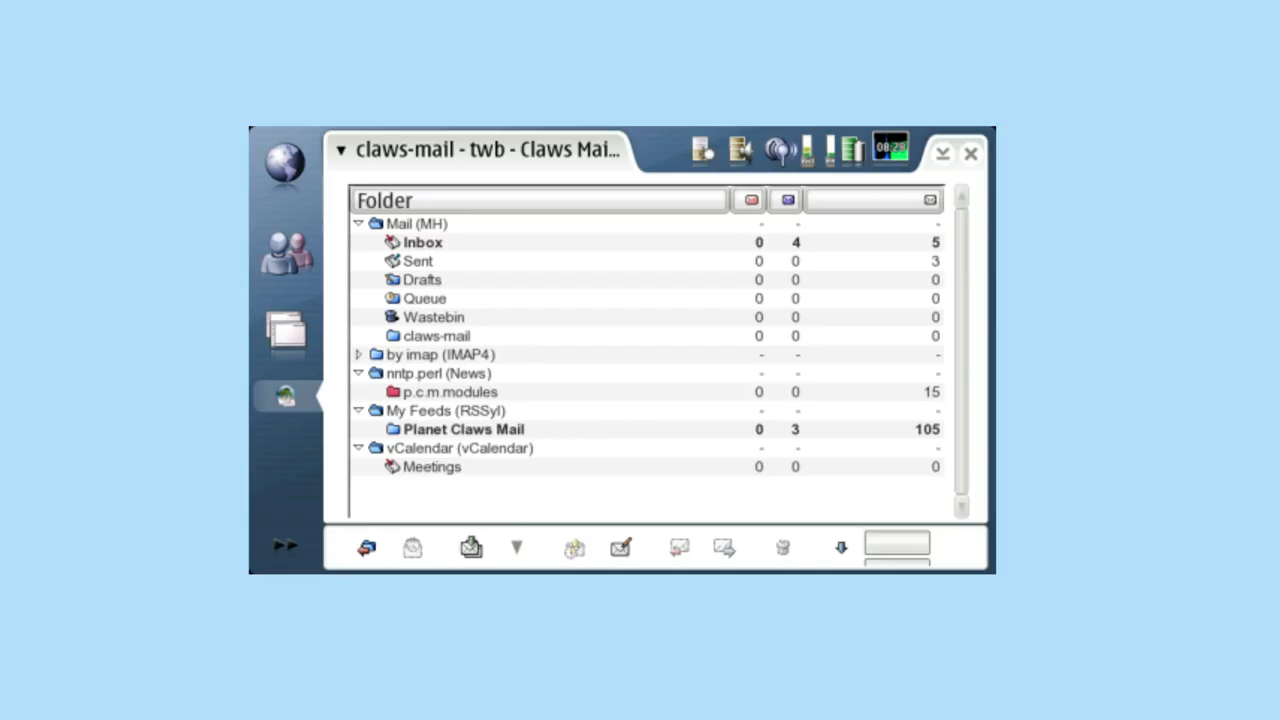 claws-mail - twb - Claws Mai...
08:28
Folder
Mail (MH) - - -
Inbox 0 4 5
Sent 0 0 3
Drafts 0 0 0
Queue 0 0 0
Wastebin 0 0 0
claws-mail 0 0 0
by imap (IMAP4) - - -
nntp.perl (News) - - -
p.c.m.modules 0 0 15
My Feeds (RSSyl) - - -
Planet Claws Mail 0 3 105
vCalendar (vCalendar) - - -
Meetings 0 0 0